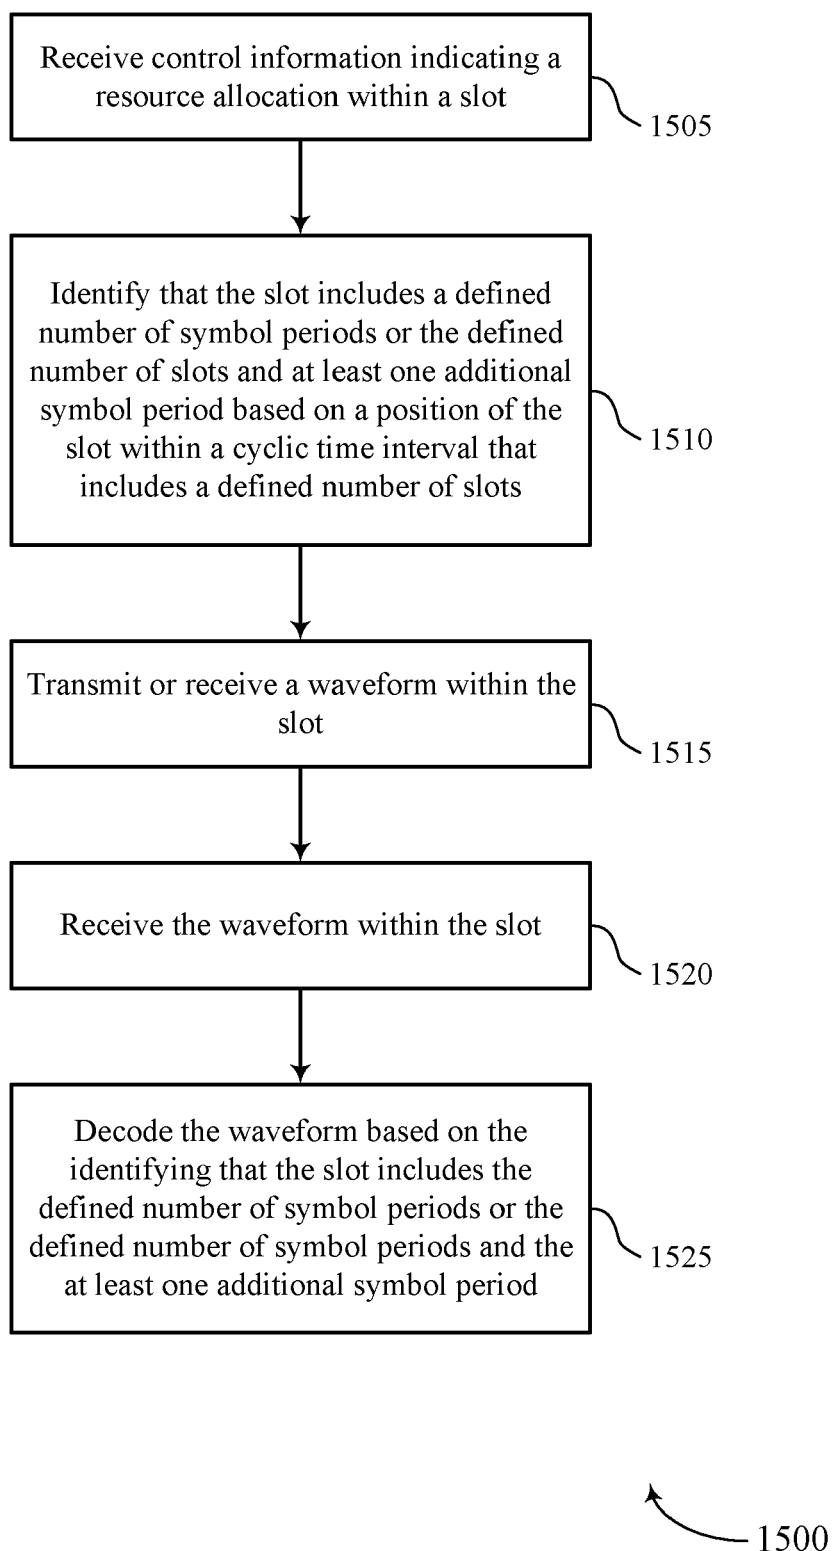 Receive control information indicating a
resource allocation within a slot
1505
Identify that the slot includes a defined
number of symbol periods or the defined
number of slots and at least one additional
symbol period based on a position of the
slot within a cyclic time interval that
includes a defined number of slots
1510
Transmit or receive a waveform within the
slot
1515
Receive the waveform within the slot
1520
Decode the waveform based on the
identifying that the slot includes the
defined number of symbol periods or the
defined number of symbol periods and the
at least one additional symbol period
1525
1500